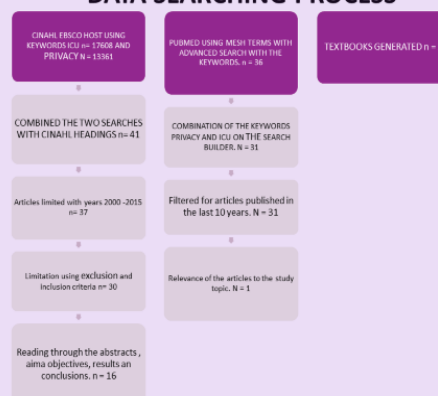 DATA SEARCHING PROCESS
CINAHL EBSCO HOST USING
KEYWORDS ICU n= 17608 AND
PRIVACY N = 13361
COMBINED THE TWO SEARCHES
WITH CINAHL HEADINGS n= 41
Articles limited with years 2000 -2015
n= 37
Limitation using exclusion and
Inclusion criteria n= 30
Reading through the abstracts ,
aima objectives, results an
conclusions. n = 16
PUBMED USING MESH TERMS WITH
ADVANCED SEARCH WITH THE
KEYWORDS. n = 36
COMBINATION OF THE KEYWORDS
PRIVACY AND ICU ON THE SEARCH
BUILDER. N = 31
Filtered for articles published in
the last 10 years. N = 31
Relevance of the articles to the study
topic. N = 1
TEXTBOOKS GENERATED n =